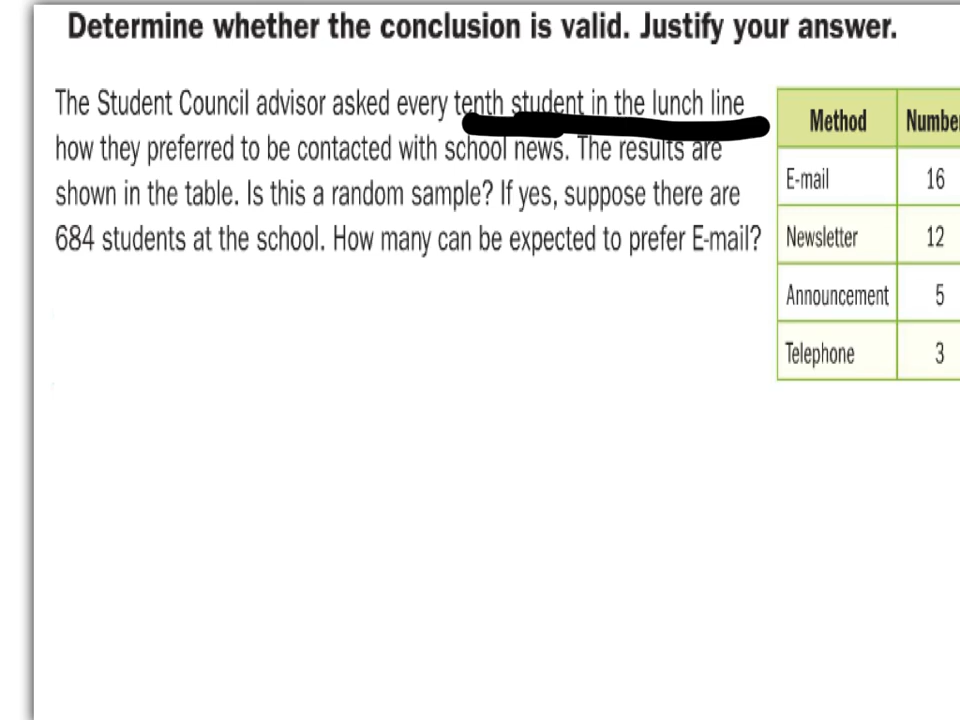 Determine whether the conclusion is valid. Justify your answer.
The Student Council advisor asked every tenth student in the lunch line
how they preferred to be contacted with school news. The results are
shown in the table. Is this a random sample? If yes, suppose there are
684 students at the school. How many can be expected to prefer E-mail?
Method Number
E-mail 16
Newsletter 12
Announcement 5
Telephone 3